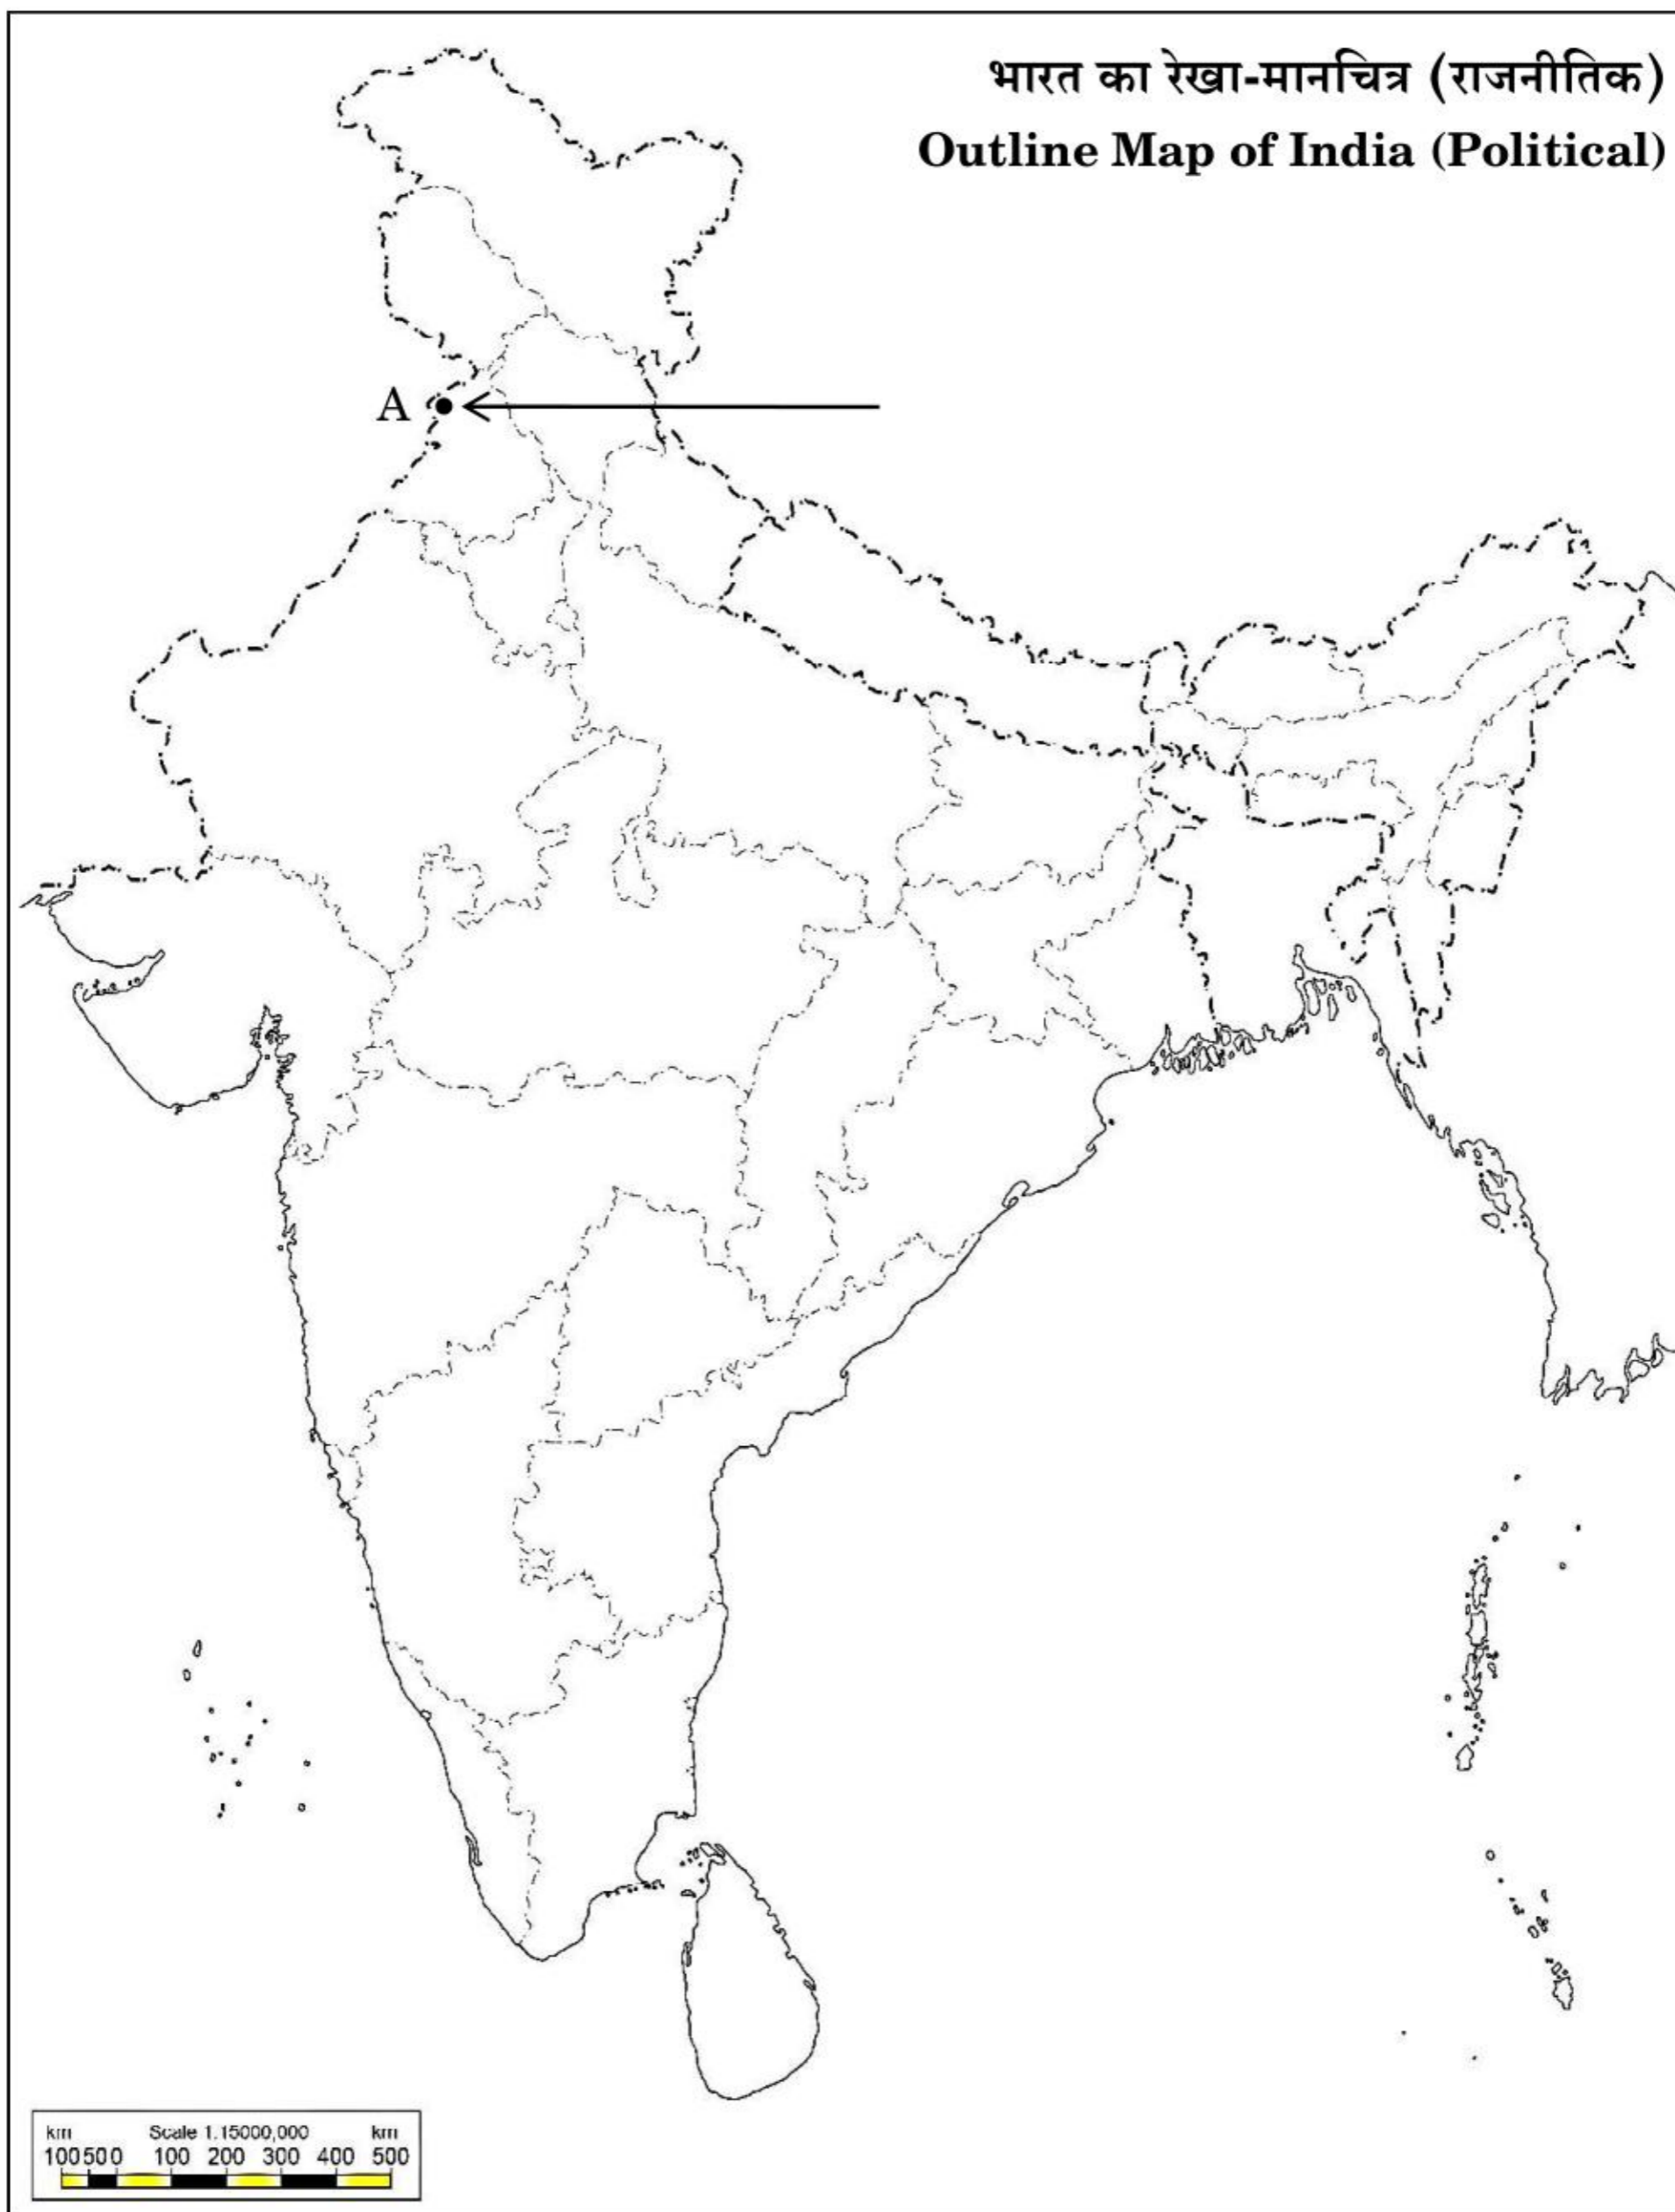 भारत का रेखा-मानचित्र (राजनीतिक)
Outline Map of India (Political)
A
km Scale 1:15000,000 km
100 50 0 100 200 300 400 500